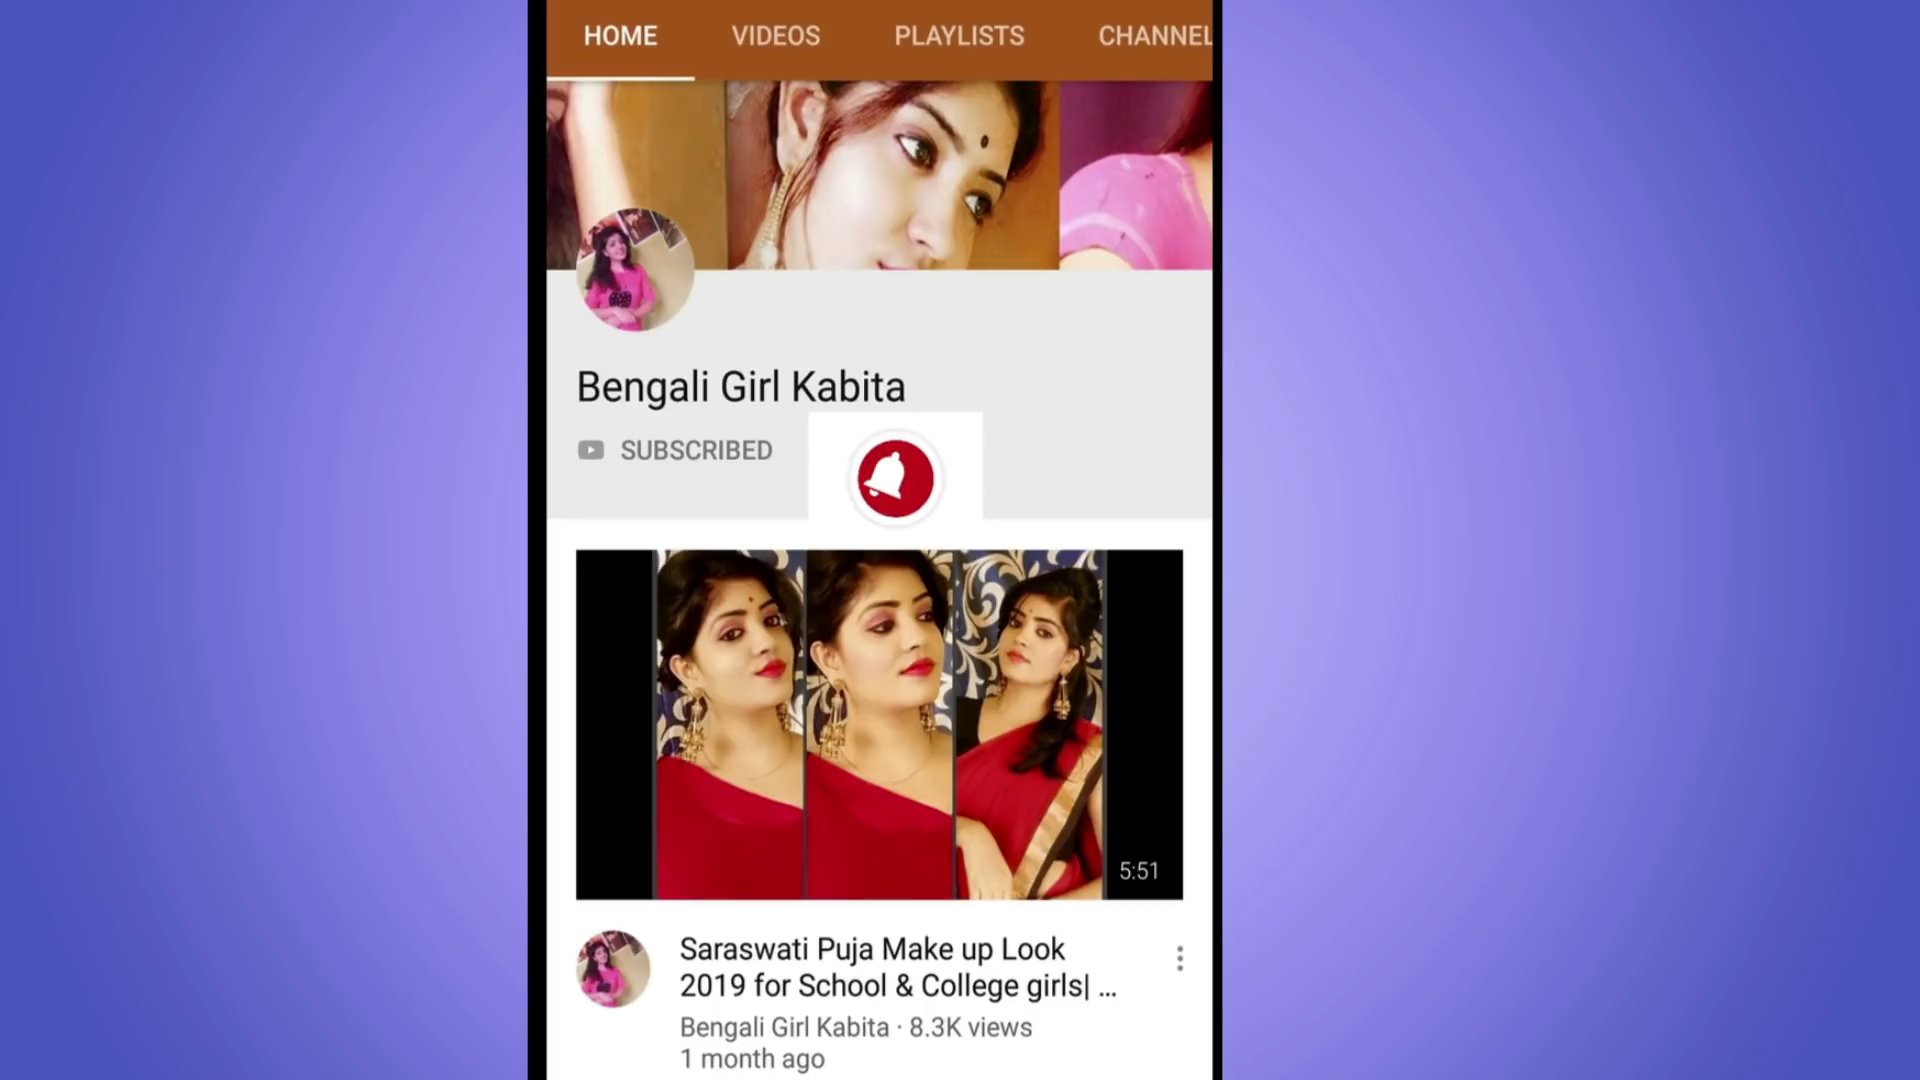 HOME VIDEOS PLAYLISTS CHANNEL
Bengali Girl Kabita
SUBSCRIBED
5:51
Saraswati Puja Make up Look
2019 for School & College girls| ...
Bengali Girl Kabita · 8.3K views
1 month ago